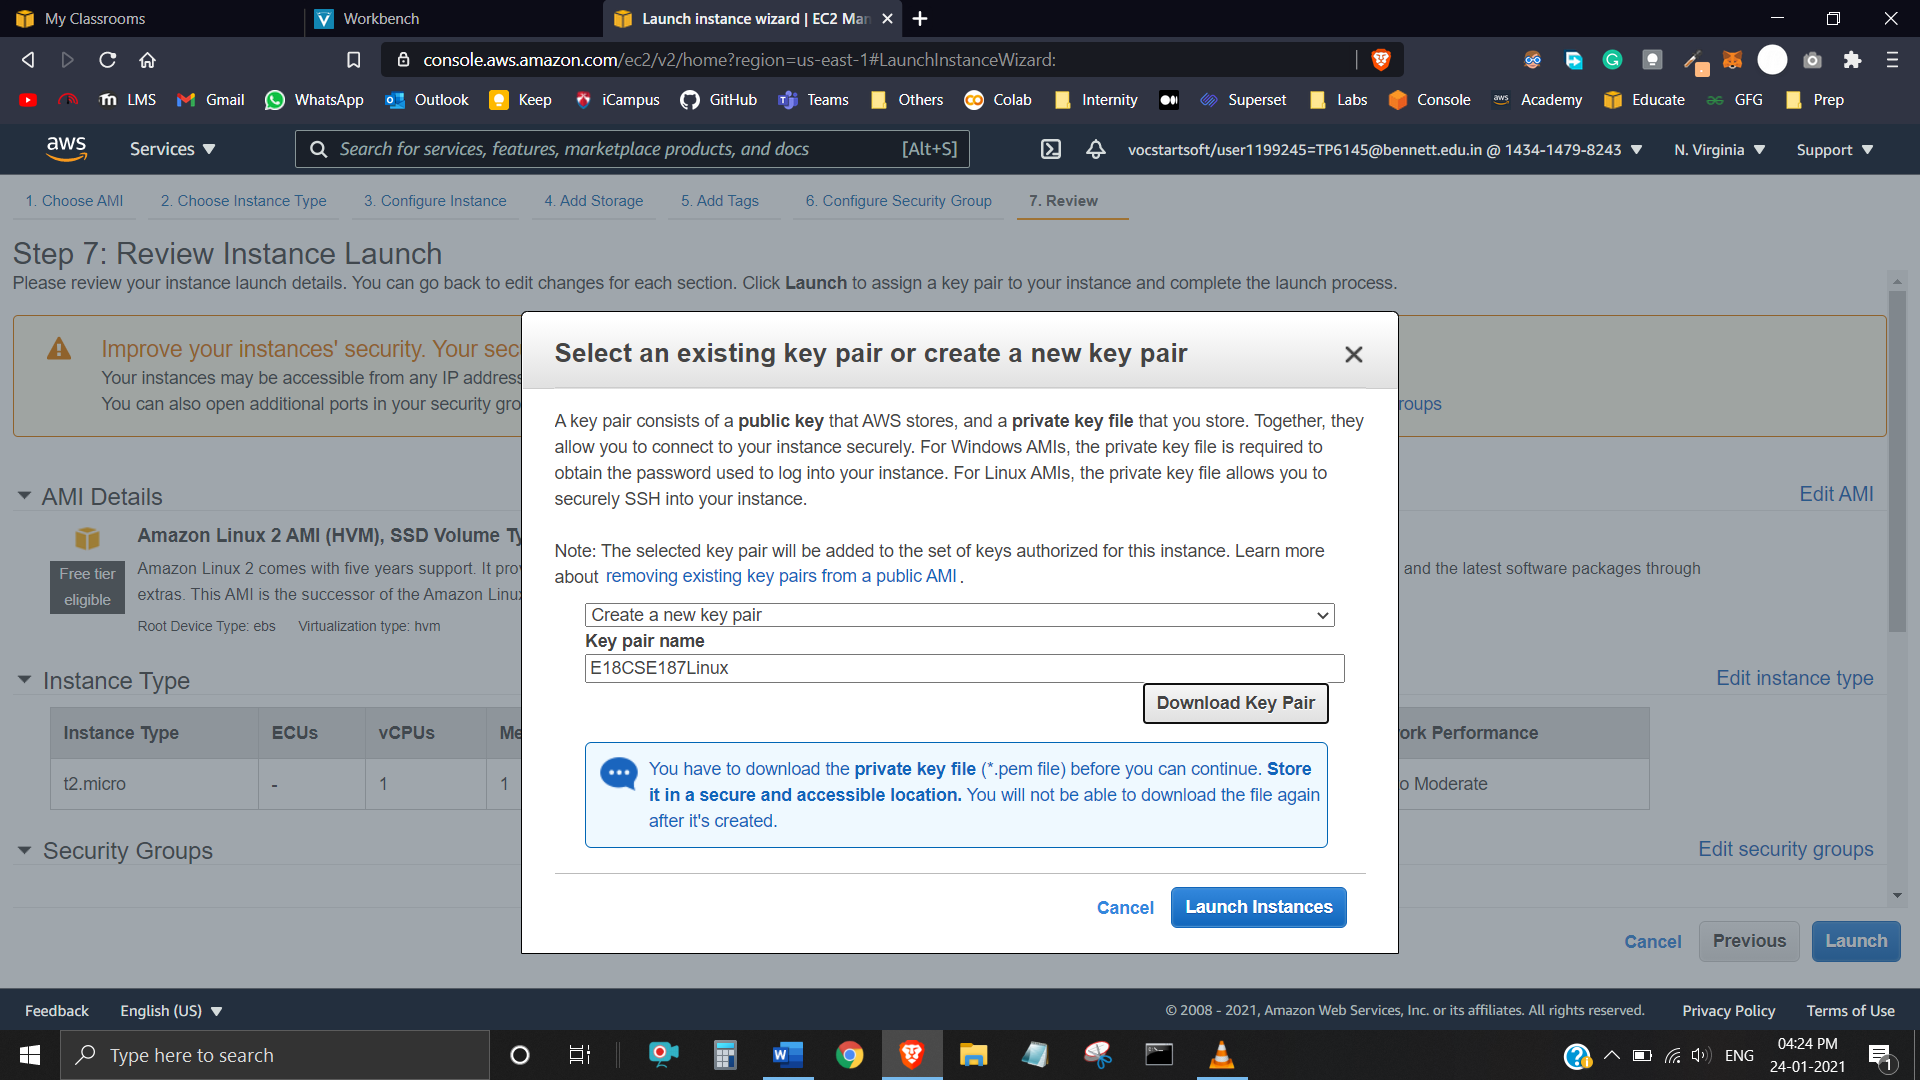 My Classrooms
Workbench
Launch instance wizard | EC2 Man
console.aws.amazon.com/ec2/v2/home?region=us-east-1#LaunchInstanceWizard:
LMS Gmail WhatsApp Outlook Keep iCampus GitHub Teams Others Colab Internity Superset Labs Console aws Academy Educate GFG Prep
aws Services Search for services, features, marketplace products, and docs [Alt+S] vocstartsoft/user1199245=TP6145@bennett.edu.in @ 1434-1479-8243 N. Virginia Support
1. Choose AMI 2. Choose Instance Type 3. Configure Instance 4. Add Storage 5. Add Tags 6. Configure Security Group 7. Review
Step 7: Review Instance Launch
Please review your instance launch details. You can go back to edit changes for each section. Click Launch to assign a key pair to your instance and complete the launch process.
Improve your instances' security. Your sec
Your instances may be accessible from any IP address
You can also open additional ports in your security gro
roups
AMI Details
Edit AMI
Amazon Linux 2 AMI (HVM), SSD Volume Ty
Free tier
eligible
Amazon Linux 2 comes with five years support. It pro
and the latest software packages through
extras. This AMI is the successor of the Amazon Linu
Root Device Type: ebs Virtualization type: hvm
Instance Type
Edit instance type
Instance Type ECUs vCPUs Me
ork Performance
t2.micro - 1 1
o Moderate
Security Groups
Edit security groups
Cancel Previous Launch
Select an existing key pair or create a new key pair
A key pair consists of a public key that AWS stores, and a private key file that you store. Together, they
allow you to connect to your instance securely. For Windows AMIs, the private key file is required to
obtain the password used to log into your instance. For Linux AMIs, the private key file allows you to
securely SSH into your instance.
Note: The selected key pair will be added to the set of keys authorized for this instance. Learn more
about removing existing key pairs from a public AMI .
Create a new key pair
Key pair name
E18CSE187Linux
Download Key Pair
You have to download the private key file (*.pem file) before you can continue. Store
it in a secure and accessible location. You will not be able to download the file again
after it's created.
Cancel Launch Instances
Feedback English (US) © 2008 - 2021, Amazon Web Services, Inc. or its affiliates. All rights reserved. Privacy Policy Terms of Use
Type here to search
ENG
04:24 PM
24-01-2021
1